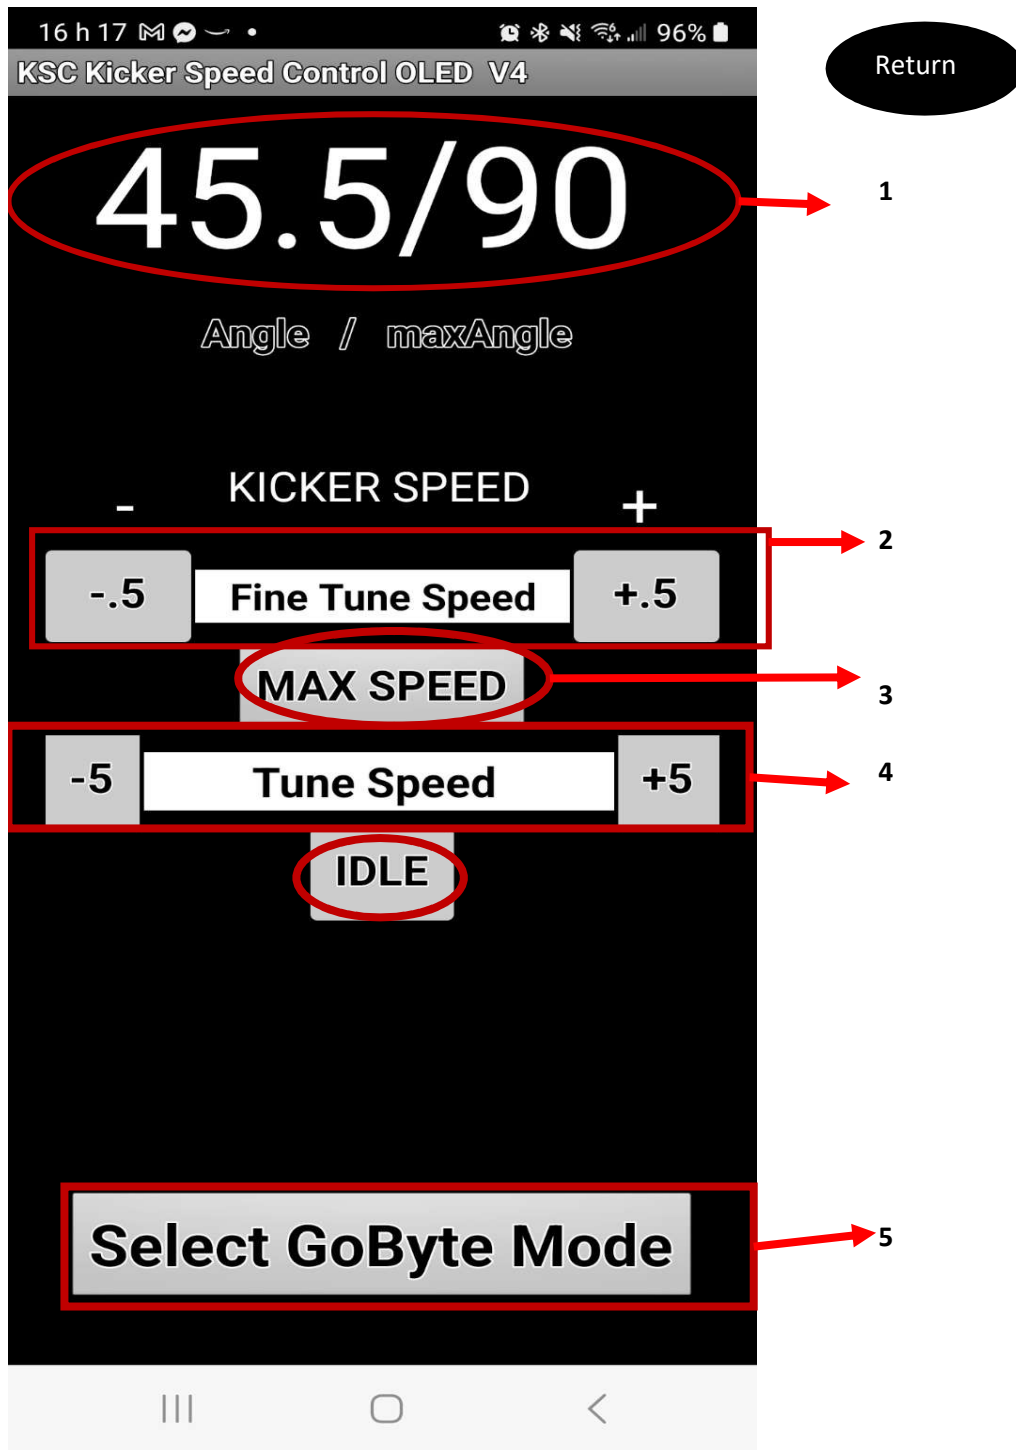 16 h 17 96%
KSC Kicker Speed Control OLED V4
Return
45.5/90
1
Angle / maxAngle
- KICKER SPEED +
2
-.5 Fine Tune Speed +.5
MAX SPEED
3
-5 Tune Speed +5
4
IDLE
Select GoByte Mode
5